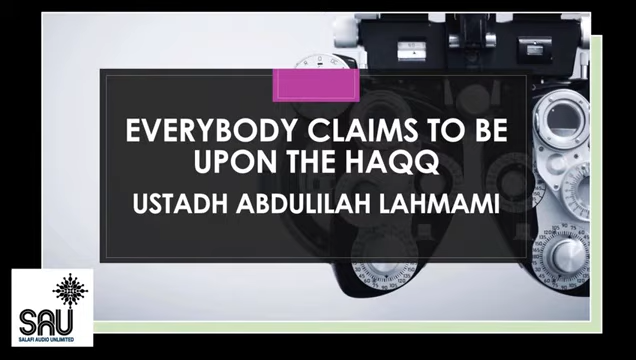 EVERYBODY CLAIMS TO BE
UPON THE HAQQ
USTADH ABDULILAH LAHMAMI
SAU
SALAFI AUDIO UNLIMITED